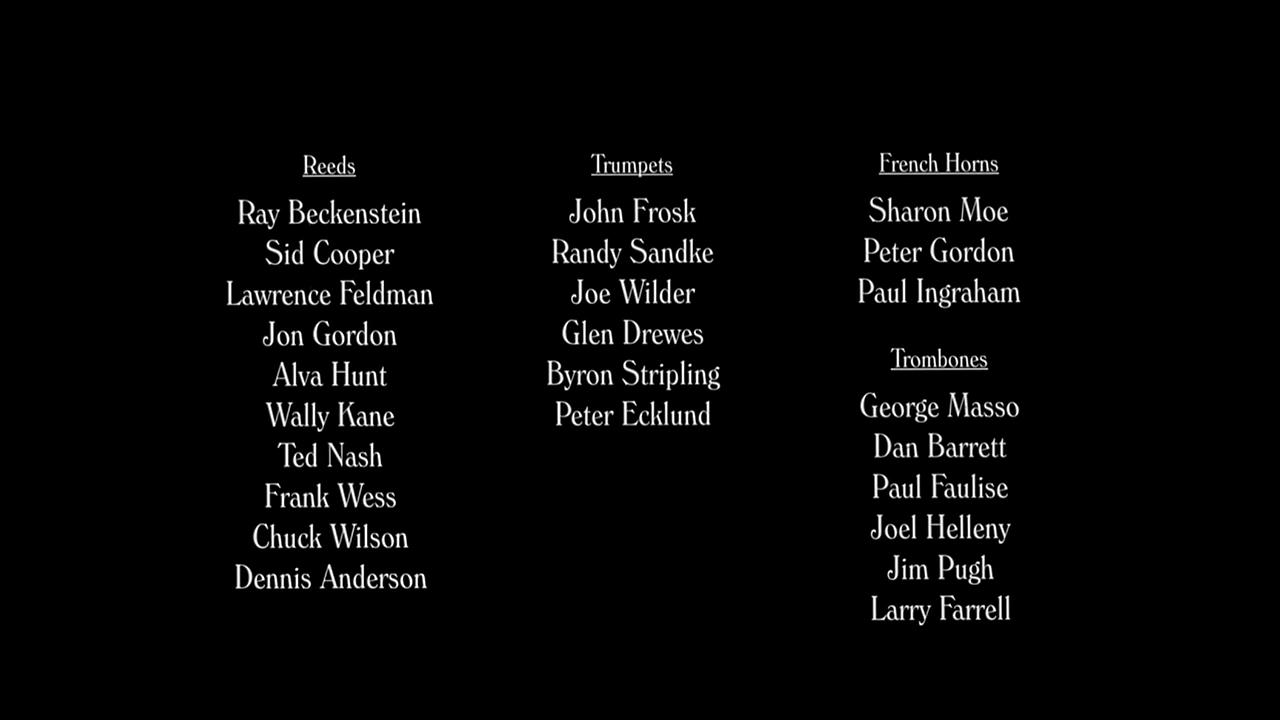 Reeds
Ray Beckenstein
Sid Cooper
Lawrence Feldman
Jon Gordon
Alva Hunt
Wally Kane
Ted Nash
Frank Wess
Chuck Wilson
Dennis Anderson
Trumpets
John Frosk
Randy Sandke
Joe Wilder
Glen Drewes
Byron Stripling
Peter Ecklund
French Horns
Sharon Moe
Peter Gordon
Paul Ingraham
Trombones
George Masso
Dan Barrett
Paul Faulise
Joel Helleny
Jim Pugh
Larry Farrell